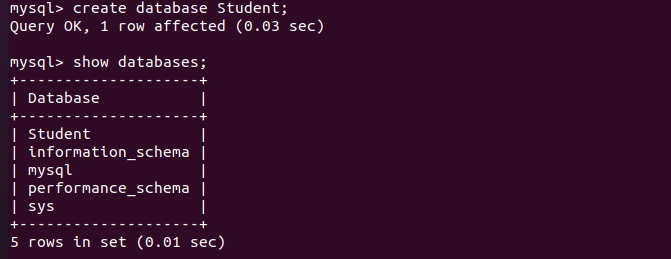 mysql> create database Student;
Query OK, 1 row affected (0.03 sec)
mysql> show databases;
+--------------------+
| Database           |
+--------------------+
| Student            |
| information_schema |
| mysql              |
| performance_schema |
| sys                |
+--------------------+
5 rows in set (0.01 sec)